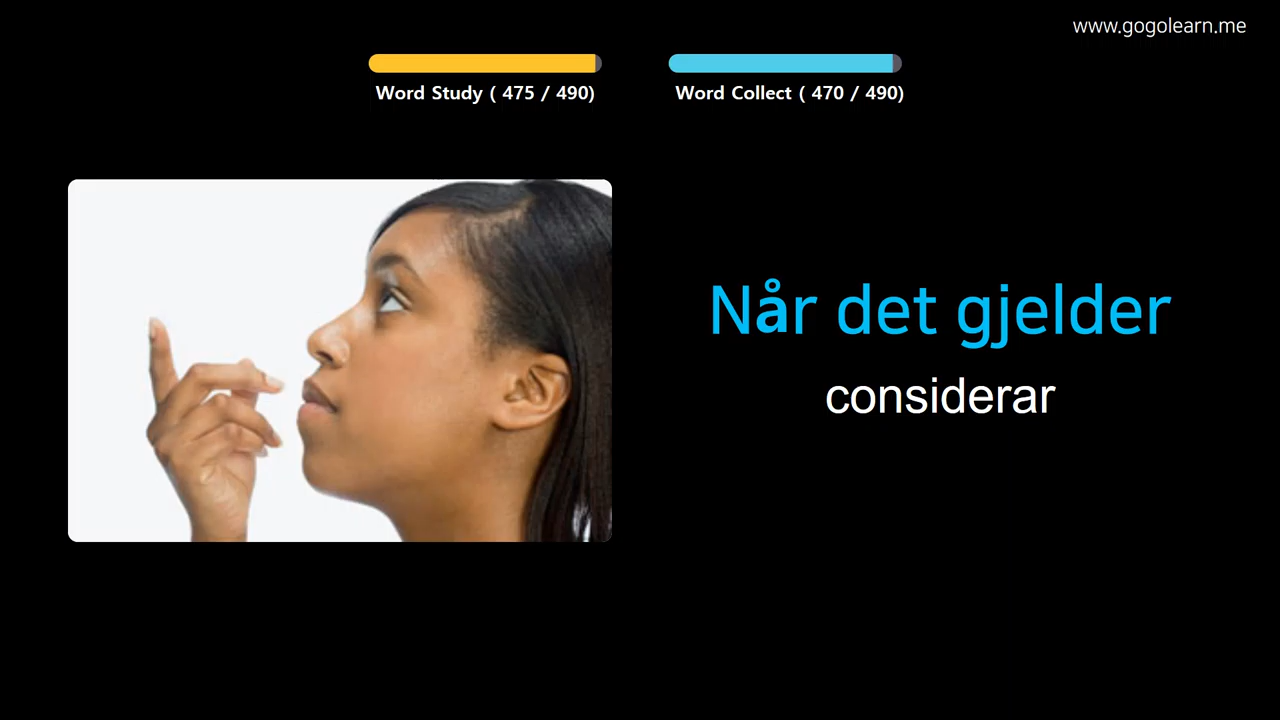 www.gogolearn.me
Word Study ( 475 / 490)
Word Collect ( 470 / 490)
Når det gjelder
considerar